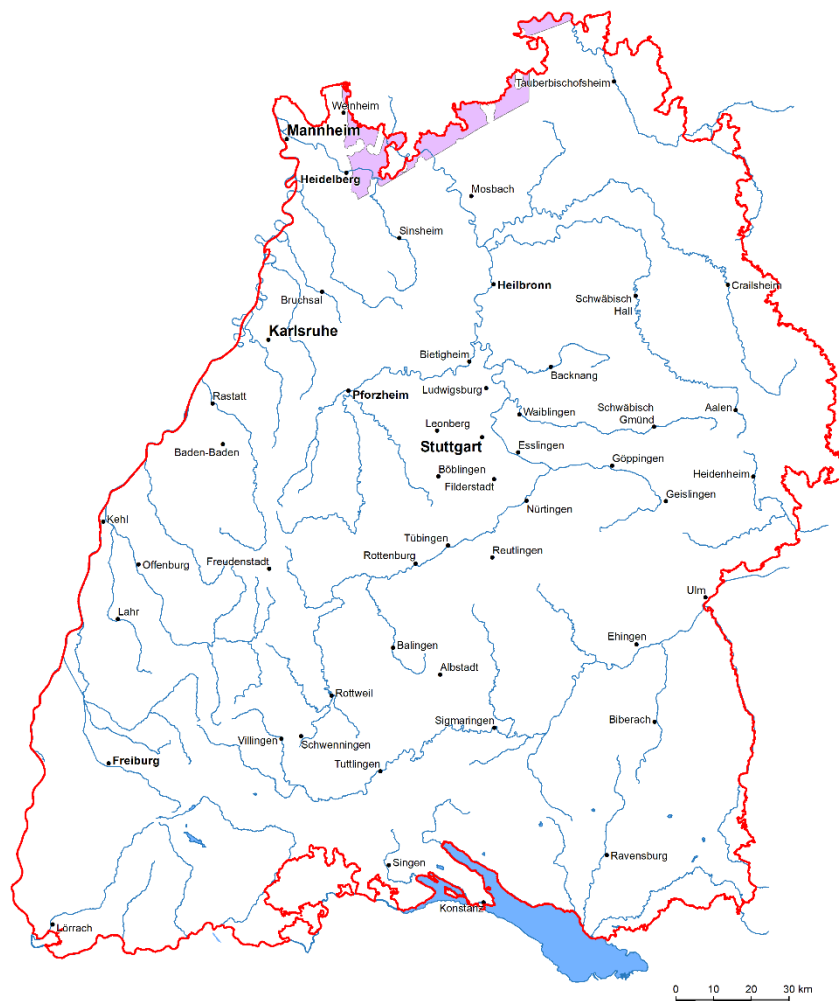 Tauberbischofsheim
Weinheim
Mannheim
Heidelberg
Mosbach
Sinsheim
Heilbronn
Crailsheim
Bruchsal
Schwäbisch
Hall
Karlsruhe
Bietigheim
Backnang
Ludwigsburg
Pforzheim
Rastatt
Waiblingen
Schwäbisch
Gmünd
Aalen
Leonberg
Baden-Baden
Stuttgart
Esslingen
Göppingen
Böblingen
Filderstadt
Heidenheim
Geislingen
Nürtingen
Kehl
Tübingen
Reutlingen
Rottenburg
Offenburg
Freudenstadt
Ulm
Lahr
Ehingen
Balingen
Albstadt
Rottweil
Sigmaringen
Biberach
Villingen
Schwenningen
Freiburg
Tuttlingen
Ravensburg
Singen
Konstanz
Lörrach
0 10 20 30 km